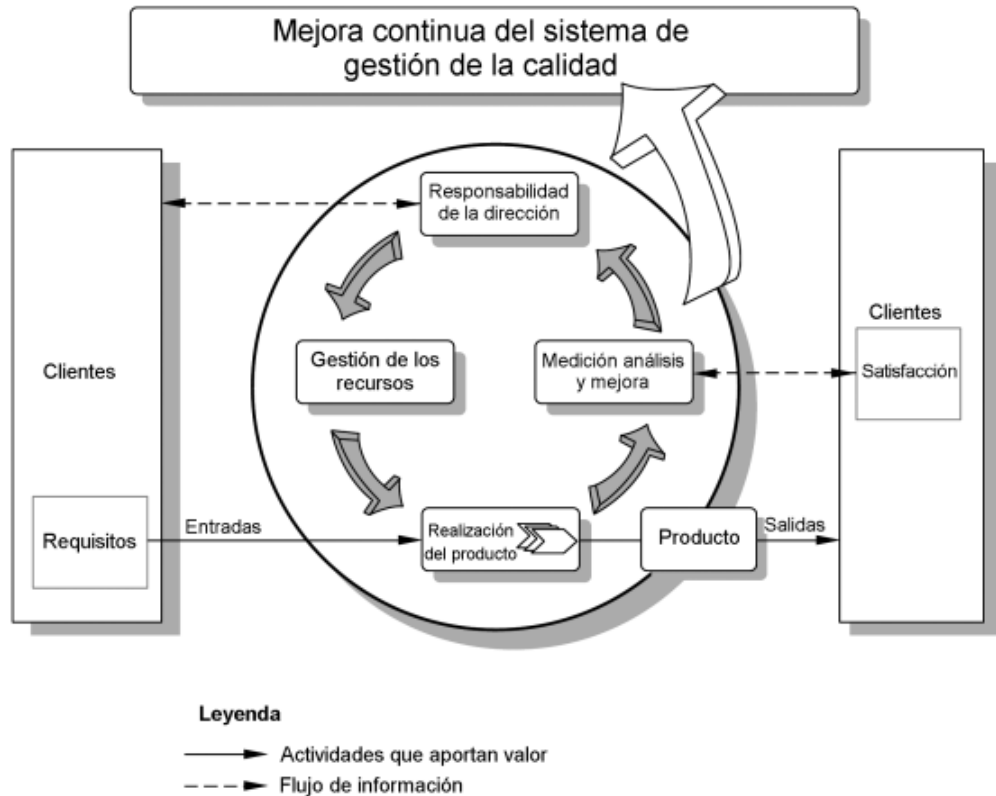 Mejora continua del sistema de
gestión de la calidad
Responsabilidad
de la dirección
Clientes
Gestión de los
recursos
Medición análisis
y mejora
Clientes
Satisfacción
Requisitos
Entradas
Realización
del producto
Producto
Salidas
Leyenda
Actividades que aportan valor
Flujo de información